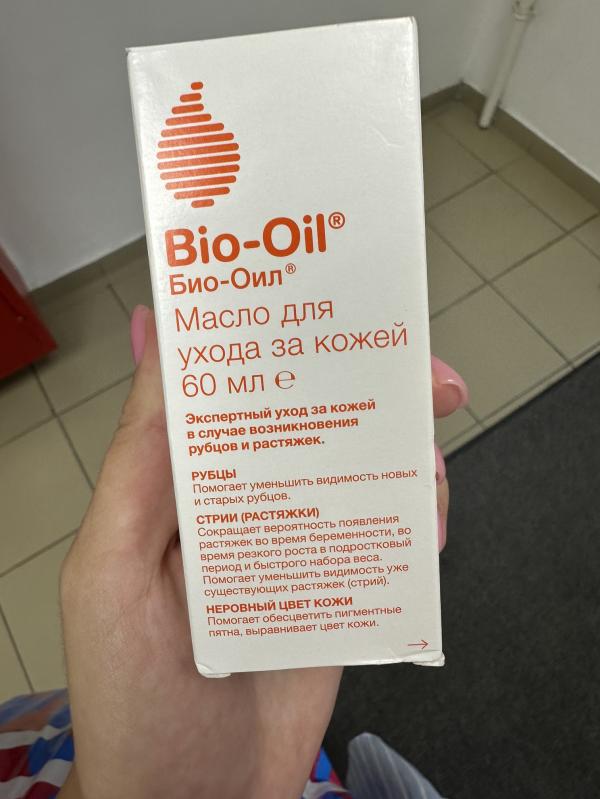 Bio-Oil®
Био-Оил®
Масло для
ухода за кожей
60 мл ℮
Экспертный уход за кожей
в случае возникновения
рубцов и растяжек.
РУБЦЫ
Помогает уменьшить видимость новых
и старых рубцов.
СТРИИ (РАСТЯЖКИ)
Сокращает вероятность появления
растяжек во время беременности, во
время резкого роста в подростковый
период и быстрого набора веса.
Помогает уменьшить видимость уже
существующих растяжек (стрий).
НЕРОВНЫЙ ЦВЕТ КОЖИ
Помогает обесцветить пигментные
пятна, выравнивает цвет кожи.